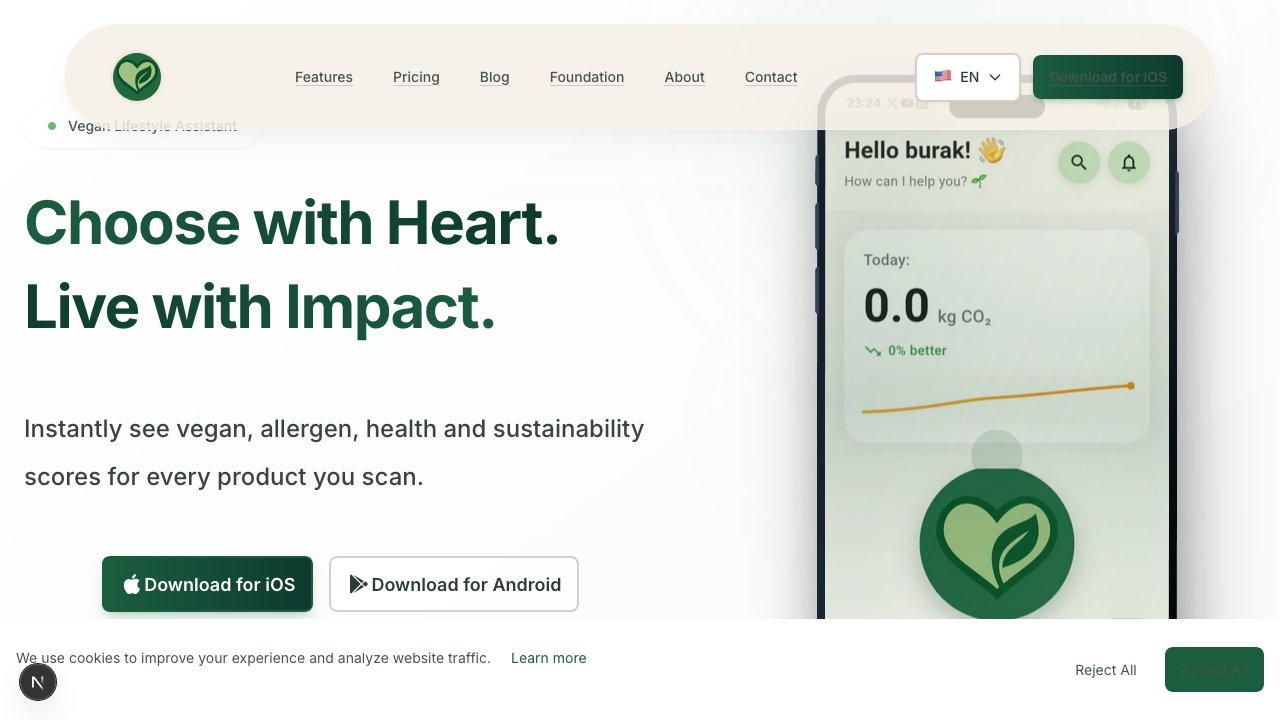 Features Pricing Blog Foundation About Contact EN Download for iOS
23:24
Vegan Lifestyle Assistant
Hello burak!
How can I help you?
Choose with Heart.
Live with Impact.
Today:
0.0 kg CO₂
0% better
Instantly see vegan, allergen, health and sustainability
scores for every product you scan.
Download for iOS Download for Android
We use cookies to improve your experience and analyze website traffic. Learn more
Reject All Accept All
N